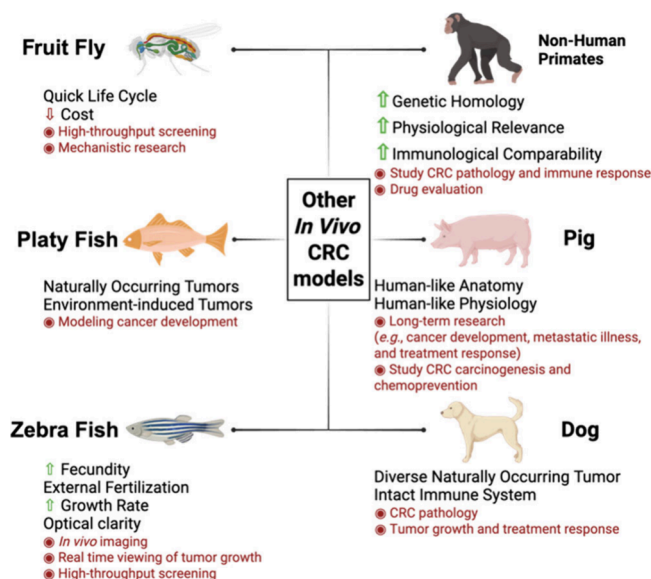 Fruit Fly
Quick Life Cycle
⇩ Cost
◉ High-throughput screening
◉ Mechanistic research
Non-Human
Primates
⇧ Genetic Homology
⇧ Physiological Relevance
⇧ Immunological Comparability
◉ Study CRC pathology and immune response
◉ Drug evaluation
Other
In Vivo
CRC
models
Platy Fish
Naturally Occurring Tumors
Environment-induced Tumors
◉ Modeling cancer development
Pig
Human-like Anatomy
Human-like Physiology
◉ Long-term research
(e.g., cancer development, metastatic illness,
and treatment response)
◉ Study CRC carcinogenesis and
chemoprevention
Zebra Fish
⇧ Fecundity
External Fertilization
⇧ Growth Rate
Optical clarity
◉ In vivo imaging
◉ Real time viewing of tumor growth
◉ High-throughput screening
Dog
Diverse Naturally Occurring Tumor
Intact Immune System
◉ CRC pathology
◉ Tumor growth and treatment response